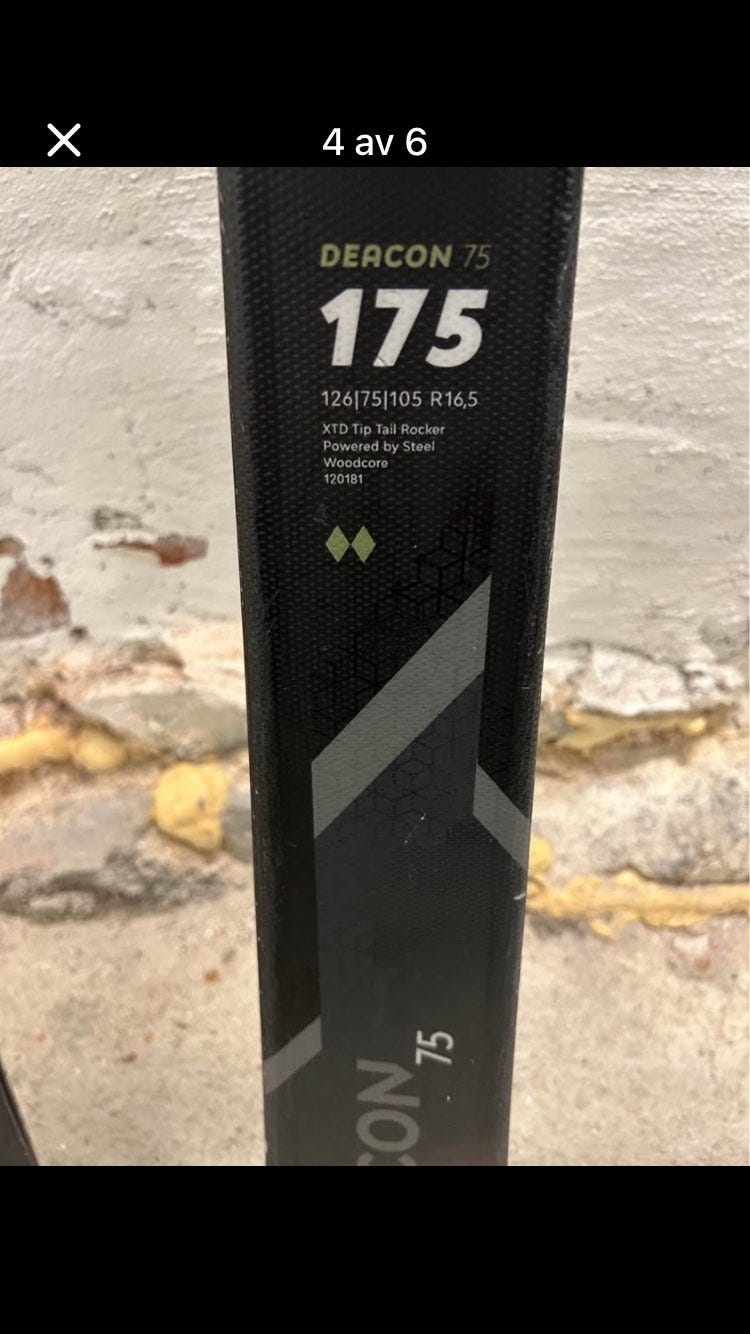 4 av 6
DEACON 75
175
126|75|105 R16,5
XTD Tip Tail Rocker
Powered by Steel
Woodcore
120181
75
CON